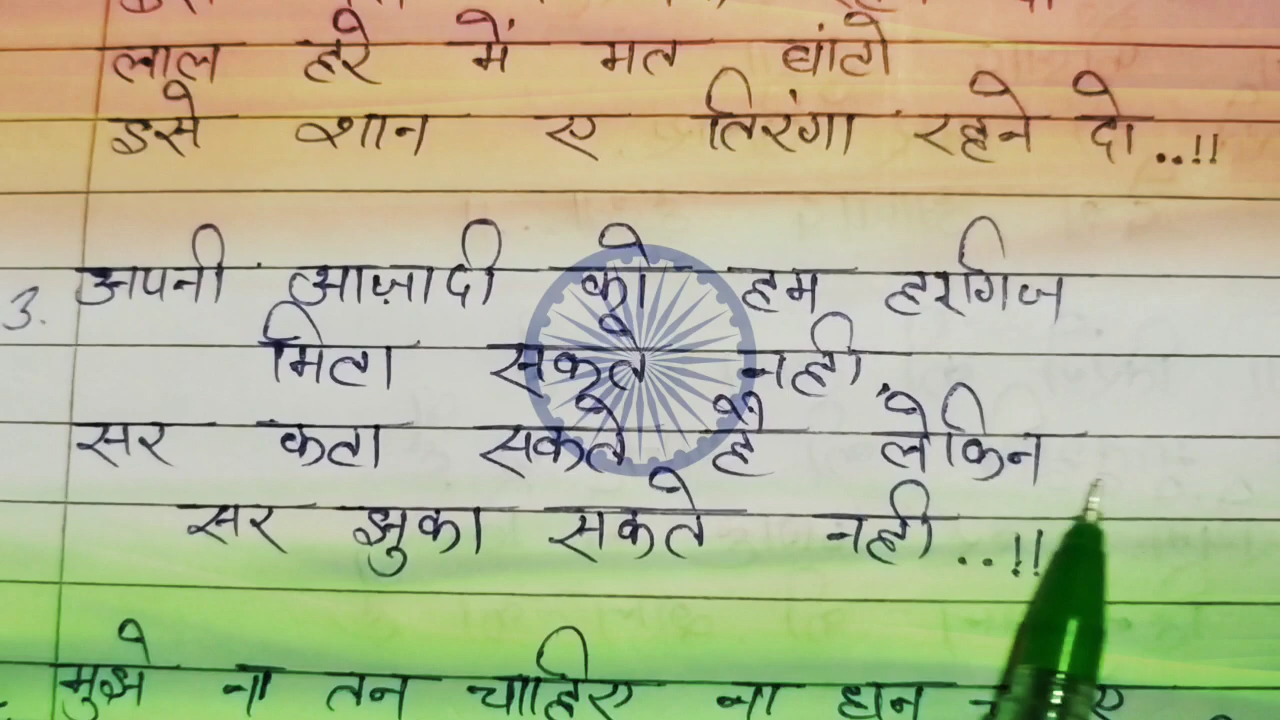 लाल हरे में मत बांटो
इसे शान ए तिरंगा रहने दो..!!
3. अपनी आज़ादी को हम हरगिज
मिटा सकते नही,
सर कटा सकते है लेकिन
सर झुका सकते नही..!!
मुझे ना तन चाहिए ना धन